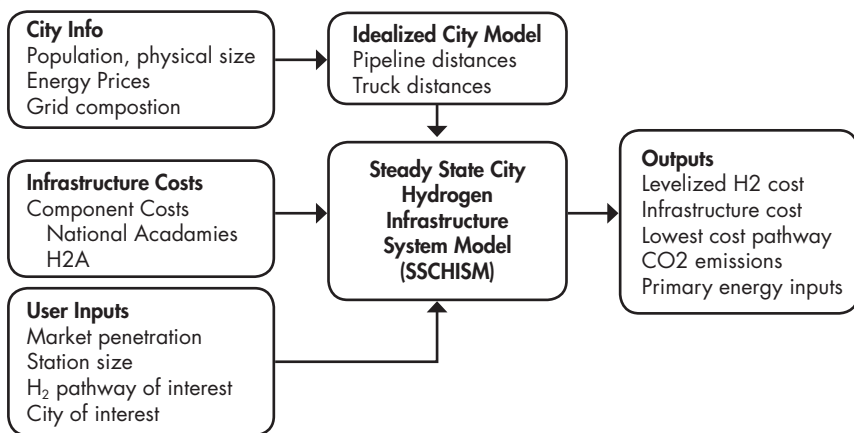 City Info
Population, physical size
Energy Prices
Grid compostion
Idealized City Model
Pipeline distances
Truck distances
Infrastructure Costs
Component Costs
National Acadamies
H2A
Steady State City
Hydrogen
Infrastructure
System Model
(SSCHISM)
Outputs
Levelized H2 cost
Infrastructure cost
Lowest cost pathway
CO2 emissions
Primary energy inputs
User Inputs
Market penetration
Station size
H₂ pathway of interest
City of interest